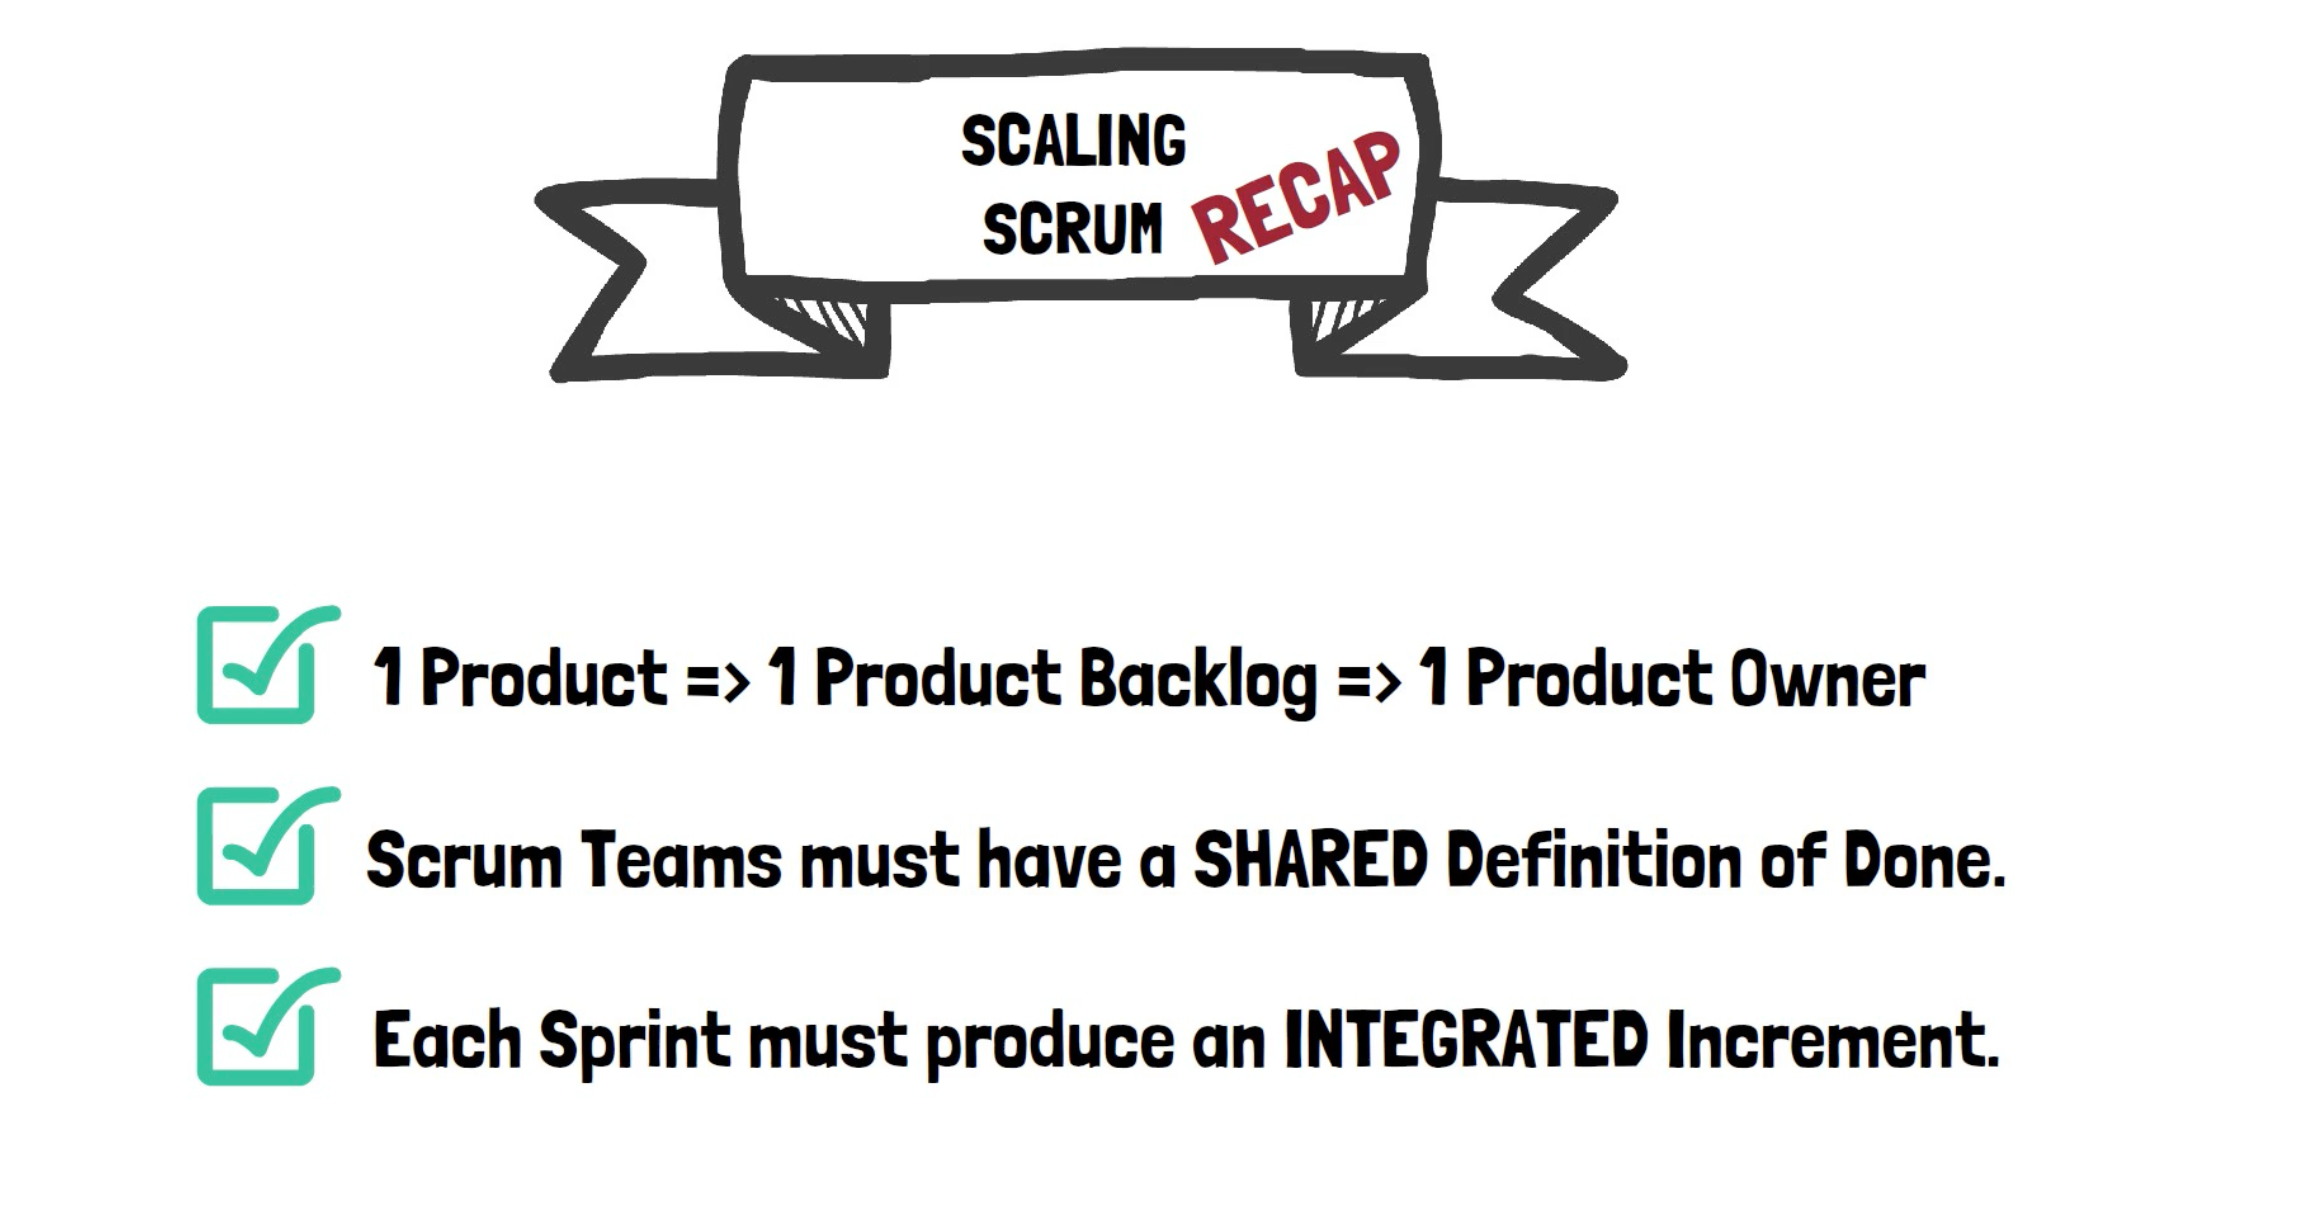 SCALING
SCRUM RECAP
1 Product => 1 Product Backlog => 1 Product Owner
Scrum Teams must have a SHARED Definition of Done.
Each Sprint must produce an INTEGRATED Increment.